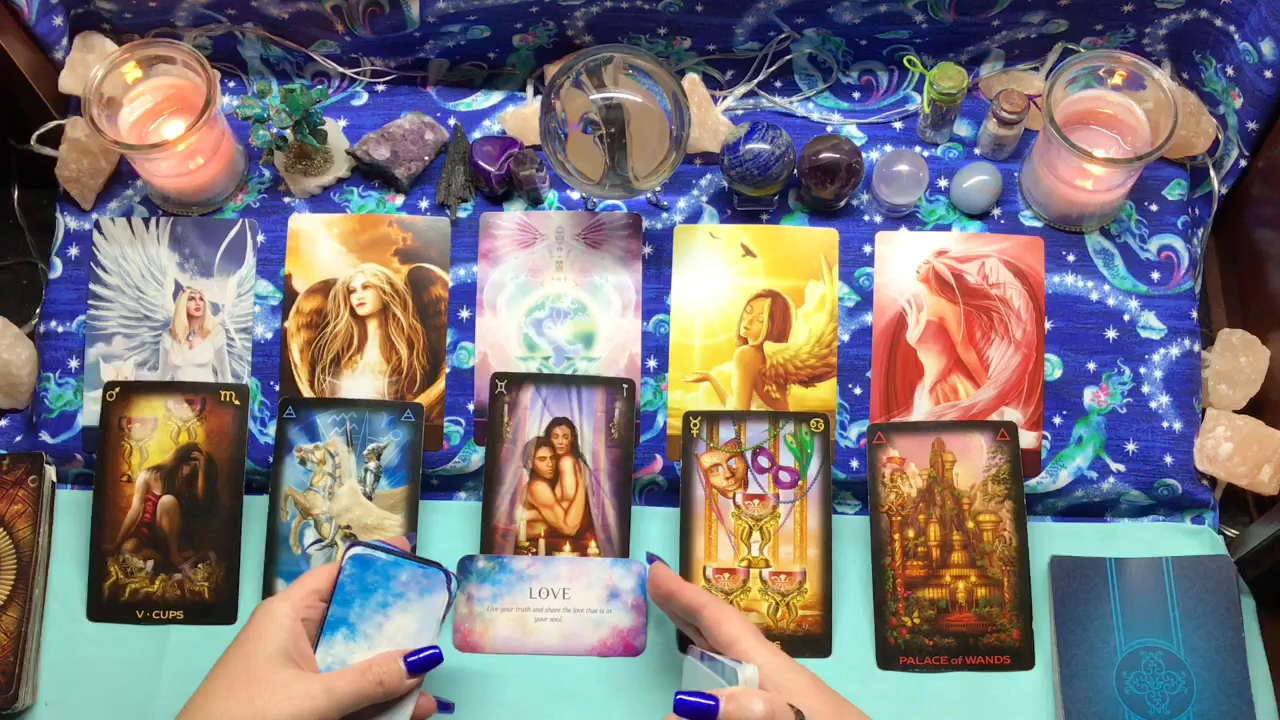 V · CUPS
LOVE
Live your truth and share the love that is in
your soul.
PALACE of WANDS